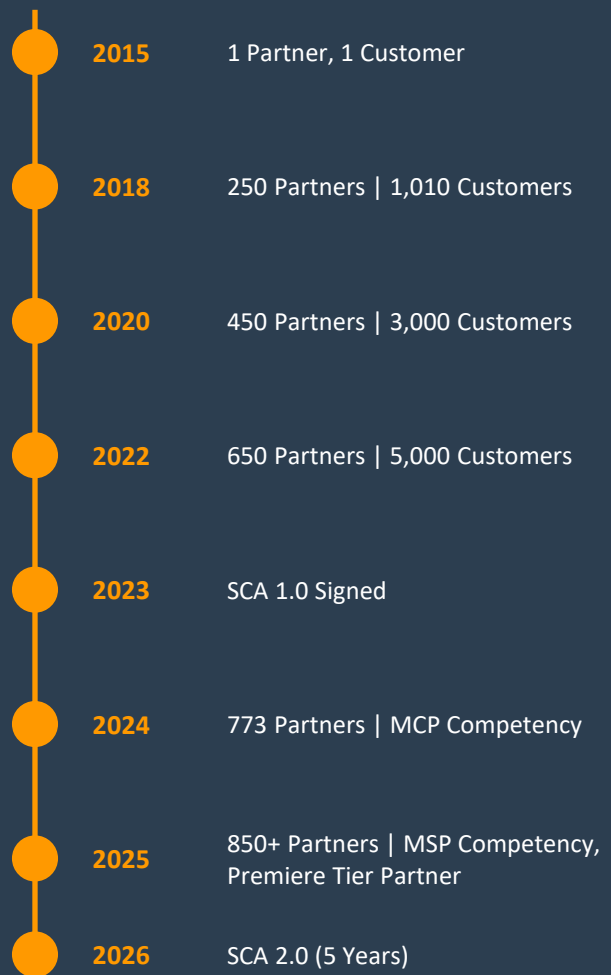 2015 1 Partner, 1 Customer
2018 250 Partners | 1,010 Customers
2020 450 Partners | 3,000 Customers
2022 650 Partners | 5,000 Customers
2023 SCA 1.0 Signed
2024 773 Partners | MCP Competency
2025 850+ Partners | MSP Competency,
Premiere Tier Partner
2026 SCA 2.0 (5 Years)